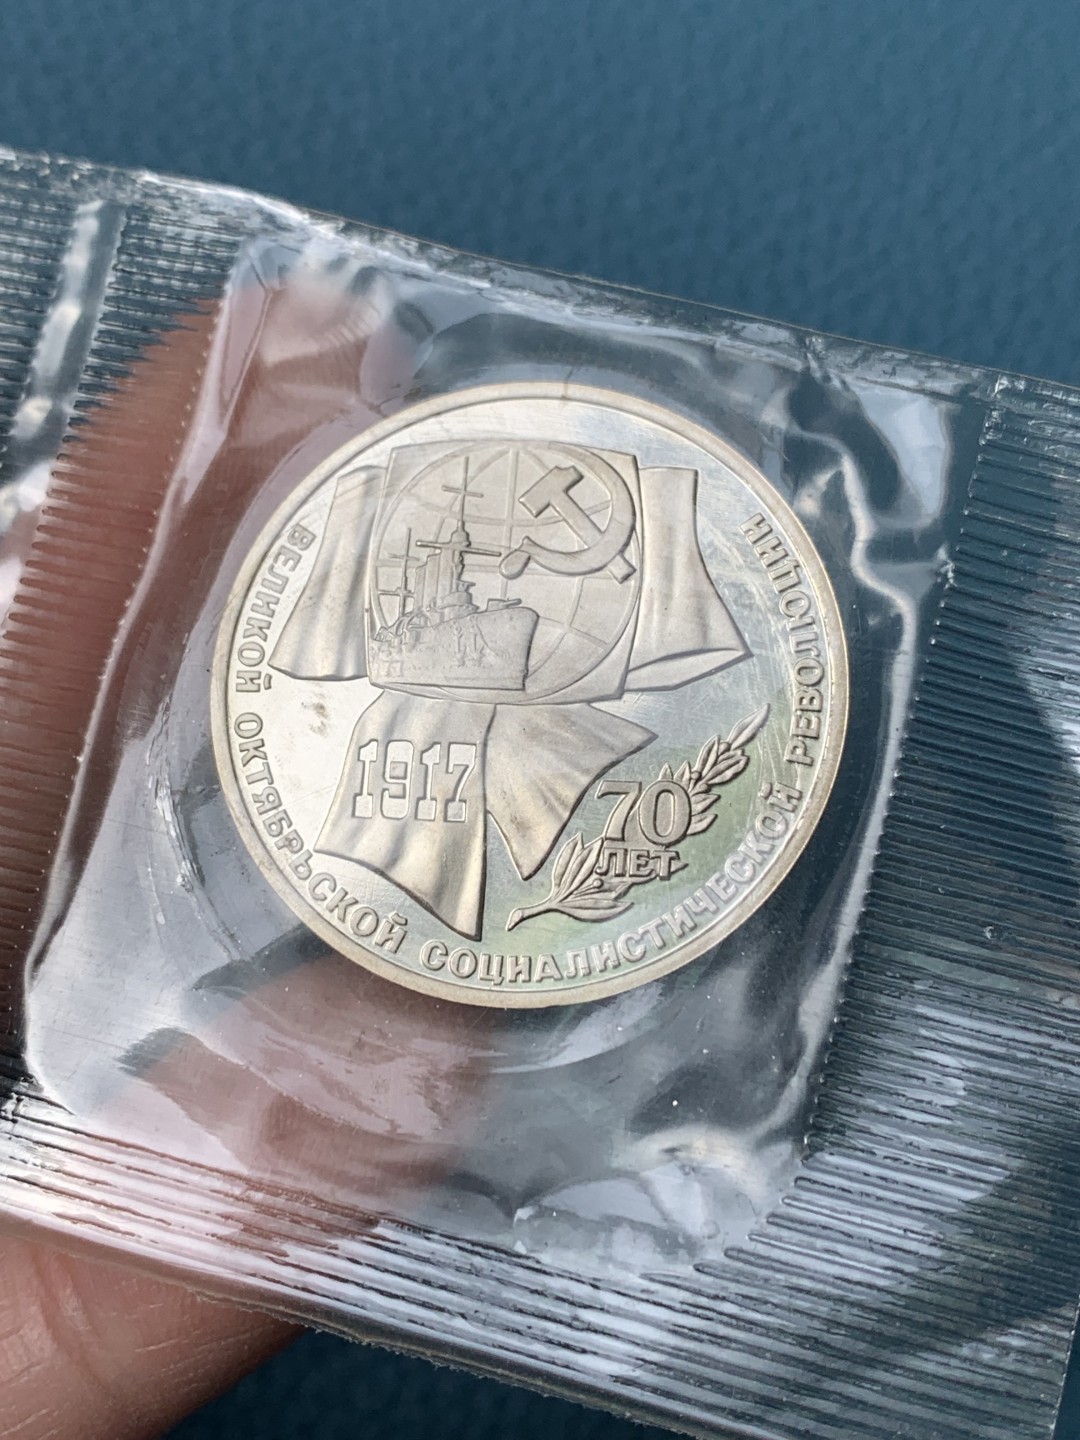 ВЕЛИКОЙ ОКТЯБРЬСКОЙ СОЦИАЛИСТИЧЕСКОЙ РЕВОЛЮЦИИ
1917
70
ЛЕТ